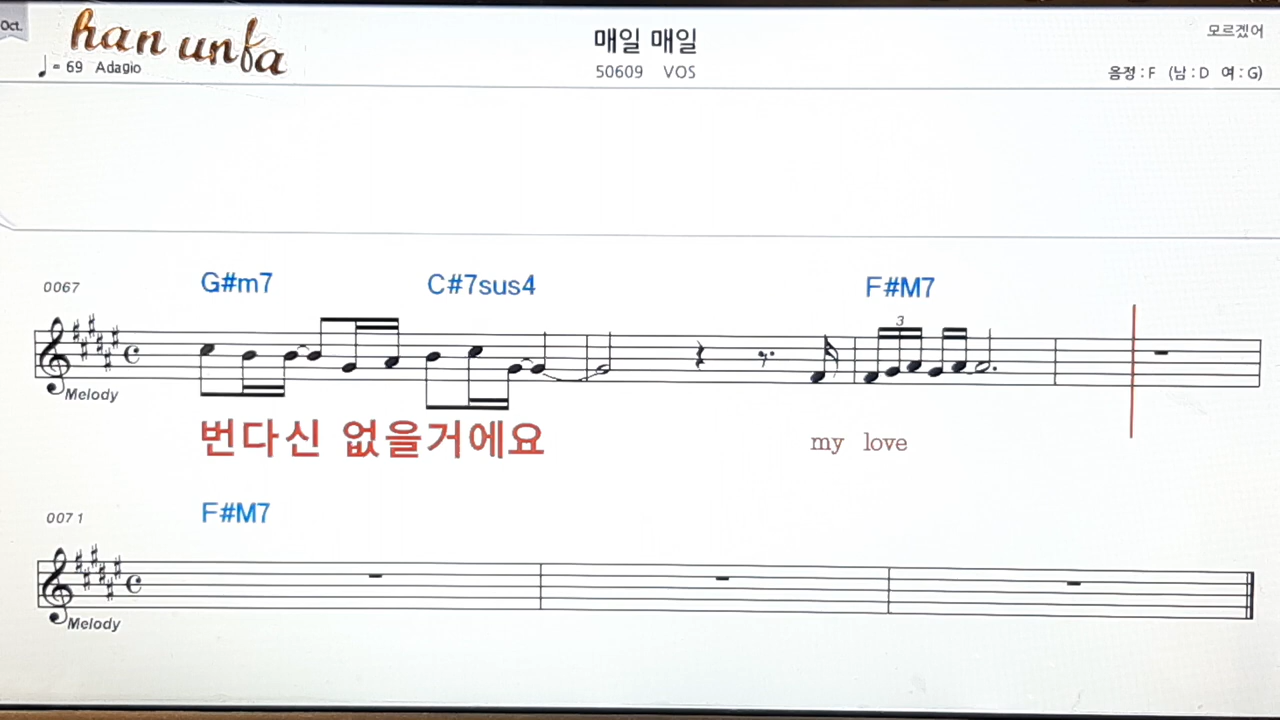 Oct.
han unfa
매일 매일
모르겠어
♩= 69 Adagio
50609 VOS
음정 : F (남 : D 여 : G)
0067
G#m7 C#7sus4 F#M7
3
Melody
번다신 없을거에요 my love
0071
F#M7
Melody